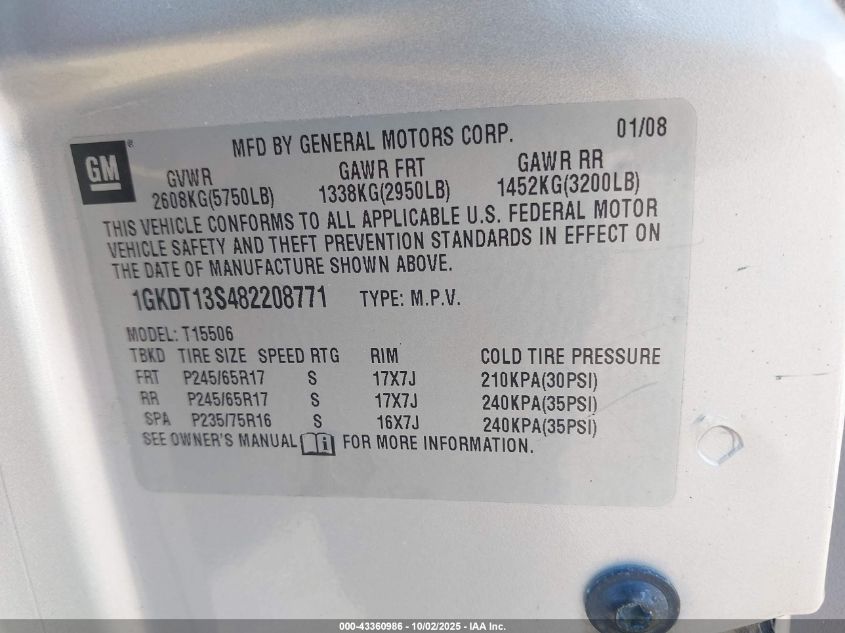 GM
MFD BY GENERAL MOTORS CORP. 01/08
GVWR GAWR FRT GAWR RR
2608KG(5750LB) 1338KG(2950LB) 1452KG(3200LB)
THIS VEHICLE CONFORMS TO ALL APPLICABLE U.S. FEDERAL MOTOR
VEHICLE SAFETY AND THEFT PREVENTION STANDARDS IN EFFECT ON
THE DATE OF MANUFACTURE SHOWN ABOVE.
1GKDT13S482208771 TYPE: M.P.V.
MODEL: T15506
TBKD TIRE SIZE SPEED RTG RIM COLD TIRE PRESSURE
FRT P245/65R17 S 17X7J 210KPA(30PSI)
RR P245/65R17 S 17X7J 240KPA(35PSI)
SPA P235/75R16 S 16X7J 240KPA(35PSI)
SEE OWNER'S MANUAL i FOR MORE INFORMATION.
000-43360986 - 10/02/2025 - IAA Inc.